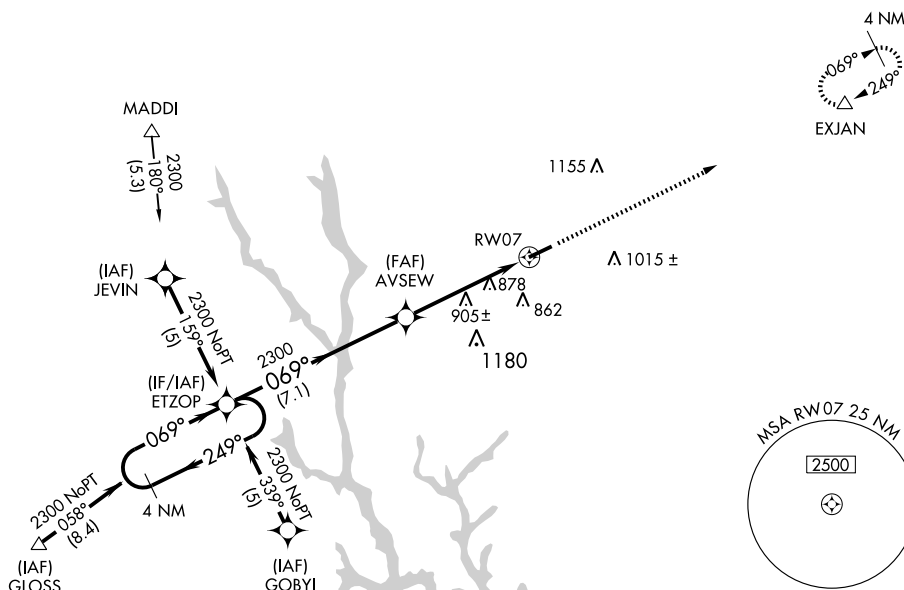 4 NM
069°
249°
EXJAN
MADDI
2300
180°
(5.3)
1155
RW07
1015 ±
(FAF)
AVSEW
878
862
905±
1180
(IAF)
JEVIN
2300 NoPT
159°
(5)
(IF/IAF)
ETZOP
2300
069°
(7.1)
069°
249°
4 NM
2300 NoPT
058°
(8.4)
(IAF)
GLOSS
2300 NoPT
339°
(5)
(IAF)
GOBYI
MSA RW07 25 NM
2500